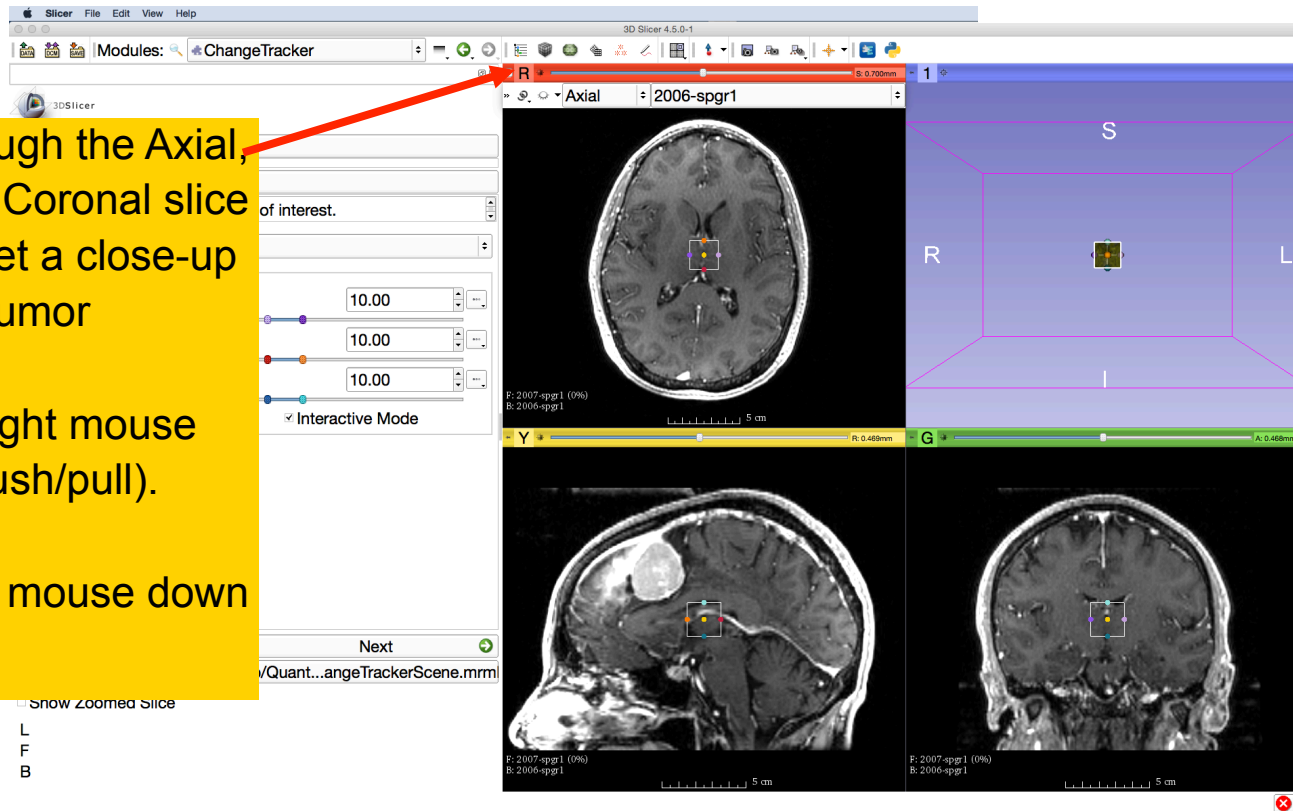 Slicer File Edit View Help
3D Slicer 4.5.0-1
DATA DCM SAVE Modules: ChangeTracker
R S: 0.700mm
1
3DSlicer
Axial 2006-spgr1
ugh the Axial,
Coronal slice
et a close-up
umor
ght mouse
ush/pull).
mouse down
of interest.
10.00
10.00
10.00
Interactive Mode
Next
/Quant...angeTrackerScene.mrml
Show Zoomed Slice
L
F
B
F: 2007-spgr1 (0%)
B: 2006-spgr1
5 cm
S
R
L
I
Y R: 0.469mm
G A: 0.468mm
F: 2007-spgr1 (0%)
B: 2006-spgr1
5 cm
F: 2007-spgr1 (0%)
B: 2006-spgr1
5 cm